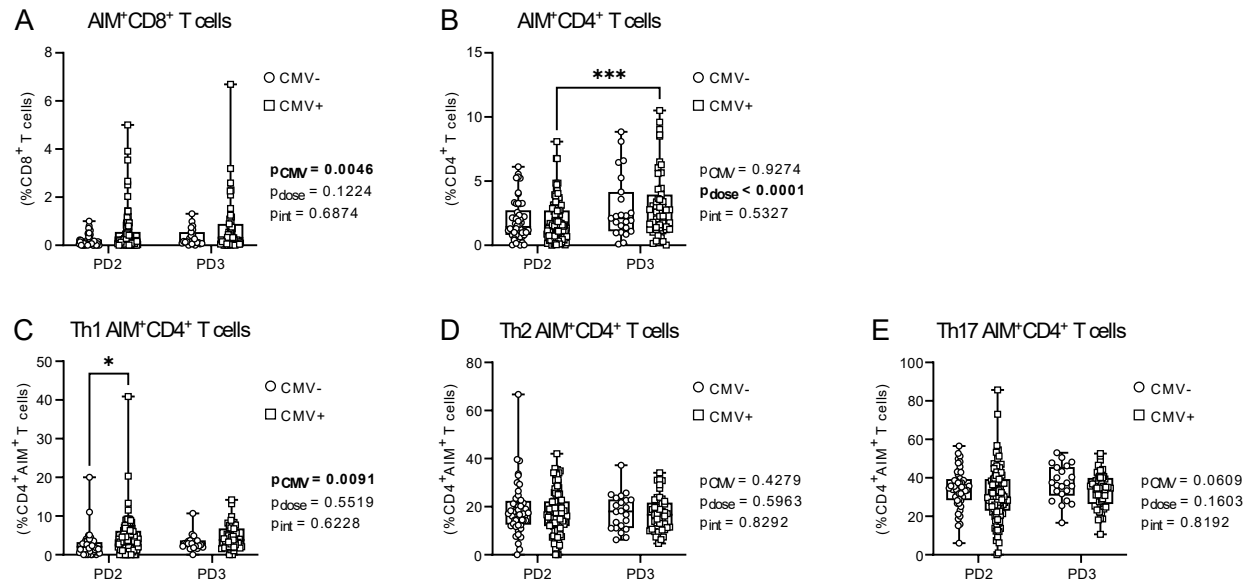 A
AIM⁺CD8⁺ T cells
(%CD8⁺ T cells)
8
6
4
2
0
PD2
PD3
CMV-
CMV+
pCMV = 0.0046
pdose = 0.1224
pint = 0.6874
B
AIM⁺CD4⁺ T cells
(%CD4⁺ T cells)
15
10
5
0
***
PD2
PD3
CMV-
CMV+
pCMV = 0.9274
pdose < 0.0001
pint = 0.5327
C
Th1 AIM⁺CD4⁺ T cells
(%CD4⁺AIM⁺ T cells)
50
40
30
20
10
0
*
PD2
PD3
CMV-
CMV+
pCMV = 0.0091
pdose = 0.5519
pint = 0.6228
D
Th2 AIM⁺CD4⁺ T cells
(%CD4⁺AIM⁺ T cells)
80
60
40
20
0
PD2
PD3
CMV-
CMV+
pCMV = 0.4279
pdose = 0.5963
pint = 0.8292
E
Th17 AIM⁺CD4⁺ T cells
(%CD4⁺AIM⁺ T cells)
100
80
60
40
20
0
PD2
PD3
CMV-
CMV+
pCMV = 0.0609
pdose = 0.1603
pint = 0.8192